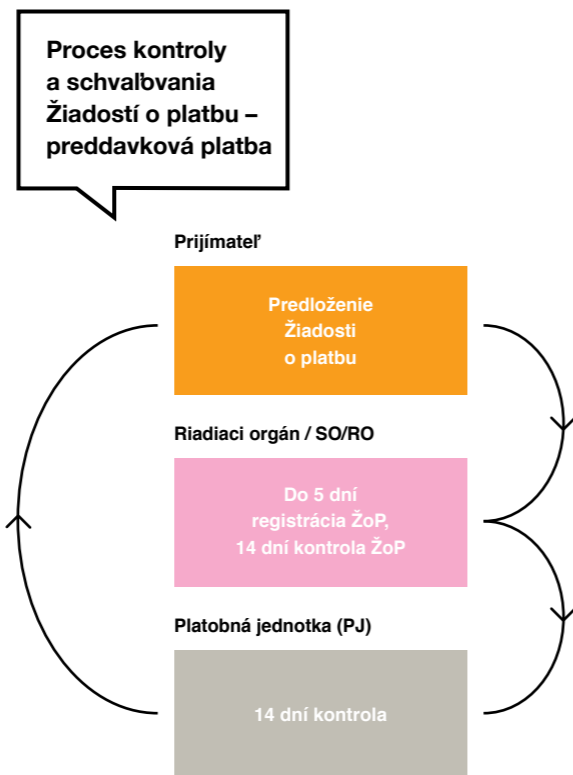 Proces kontroly
a schvaľovania
Žiadostí o platbu –
preddavková platba
Prijímateľ
Predloženie
Žiadosti
o platbu
Riadiaci orgán / SO/RO
Do 5 dní
registrácia ŽoP,
14 dní kontrola ŽoP
Platobná jednotka (PJ)
14 dní kontrola